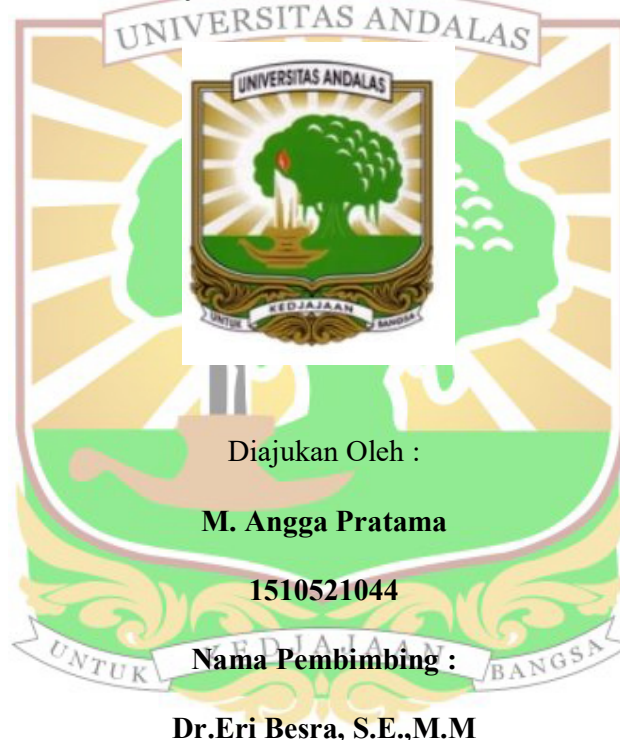 UNIVERSITAS ANDALAS
UNIVERSITAS ANDALAS
UNTUK KEDJAJAAN BANGSA
Diajukan Oleh :
M. Angga Pratama
1510521044
UNTUK KEDJAJAAN BANGSA
Nama Pembimbing :
Dr.Eri Besra, S.E.,M.M